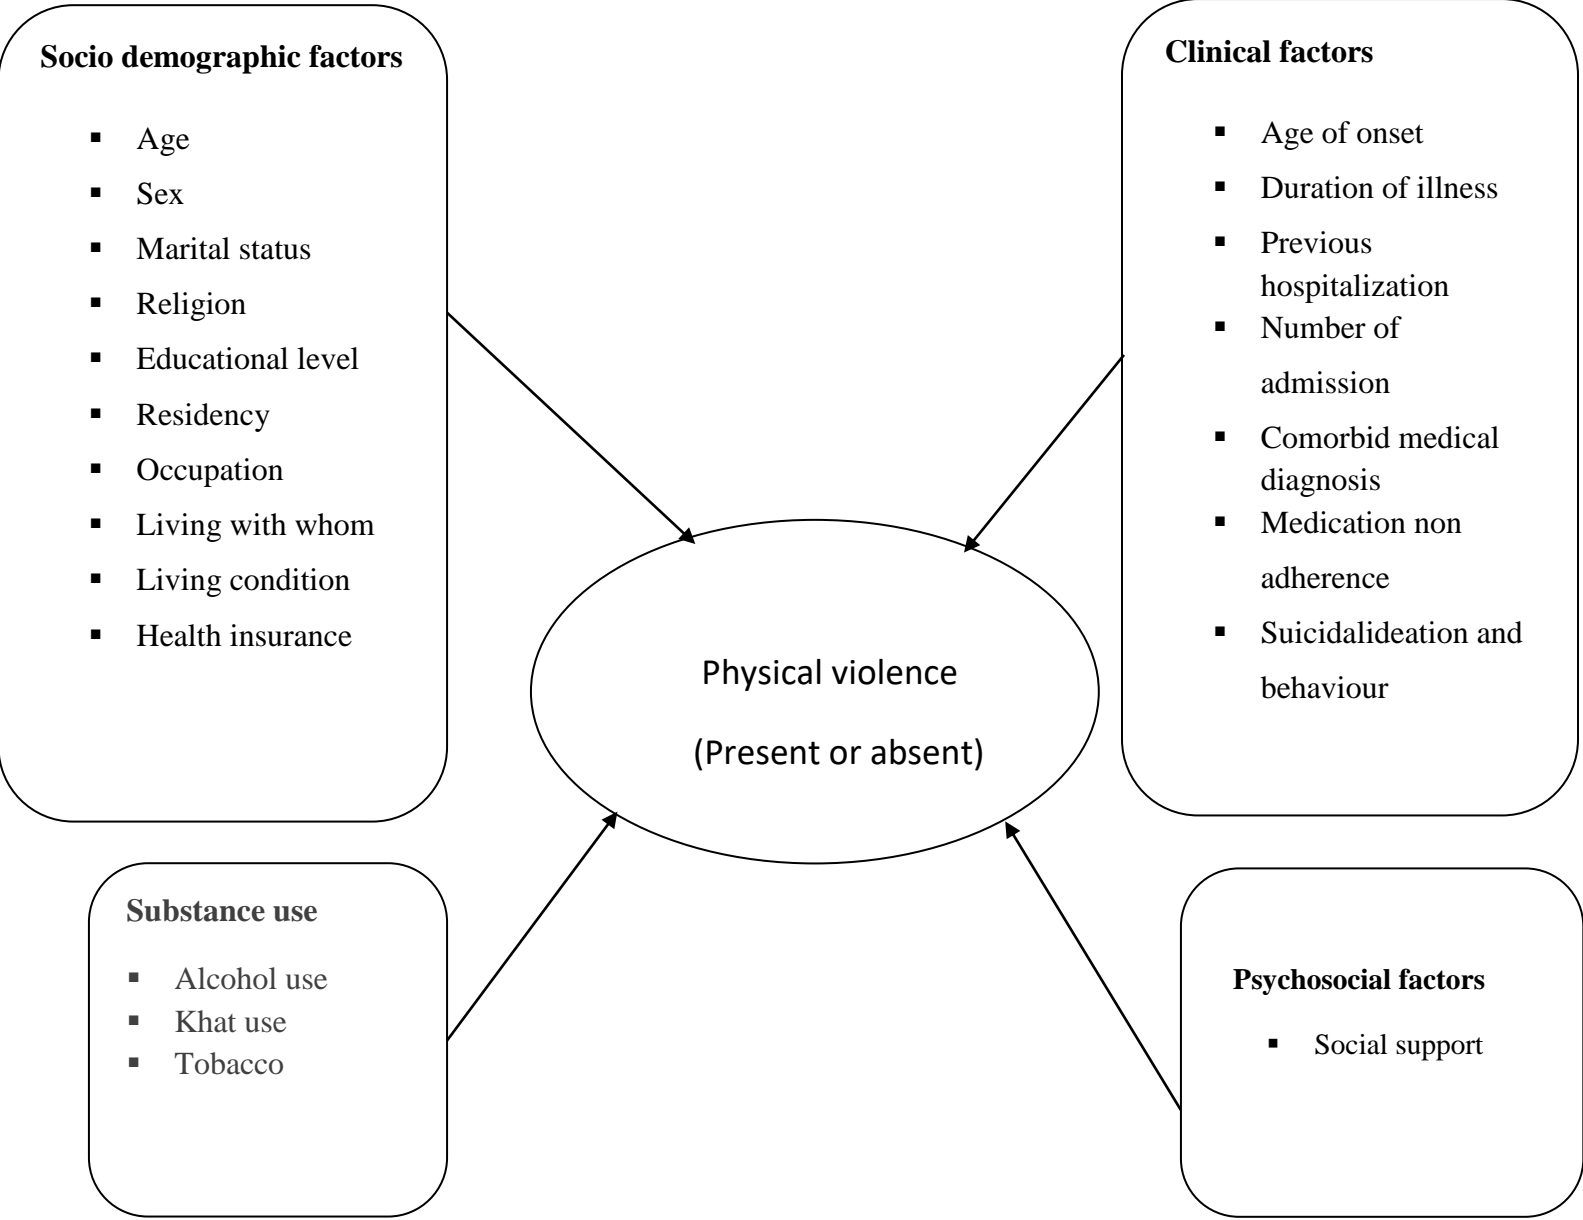 Socio demographic factors
▪ Age
▪ Sex
▪ Marital status
▪ Religion
▪ Educational level
▪ Residency
▪ Occupation
▪ Living with whom
▪ Living condition
▪ Health insurance
Clinical factors
▪ Age of onset
▪ Duration of illness
▪ Previous
hospitalization
▪ Number of
admission
▪ Comorbid medical
diagnosis
▪ Medication non
adherence
▪ Suicidalideation and
behaviour
Physical violence
(Present or absent)
Substance use
▪ Alcohol use
▪ Khat use
▪ Tobacco
Psychosocial factors
▪ Social support